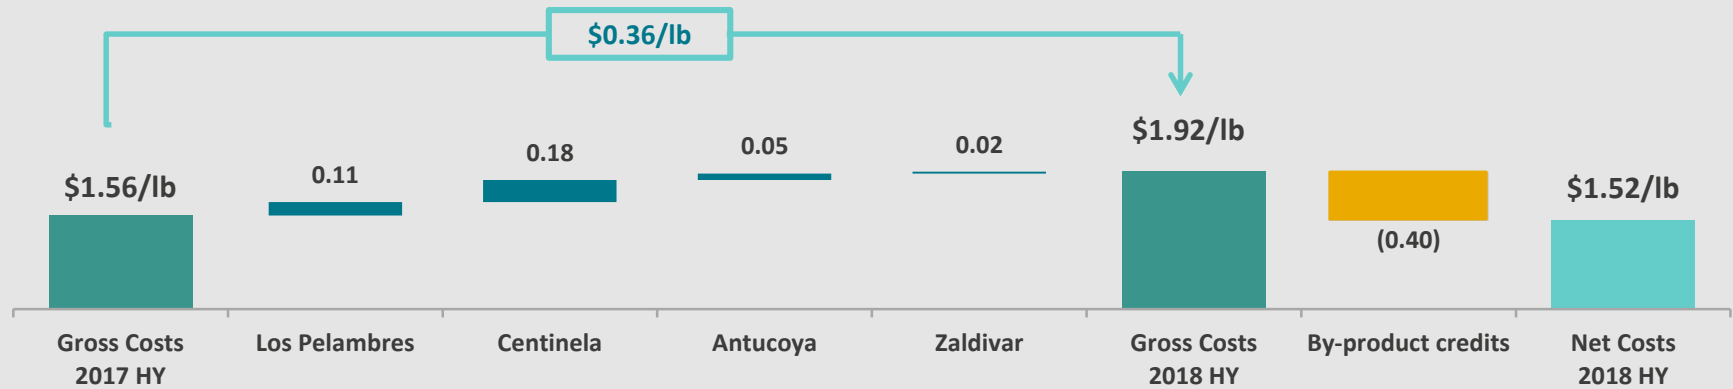 $0.36/lb
$1.56/lb
0.11
0.18
0.05
0.02
$1.92/lb
(0.40)
$1.52/lb
Gross Costs
2017 HY
Los Pelambres
Centinela
Antucoya
Zaldivar
Gross Costs
2018 HY
By-product credits
Net Costs
2018 HY